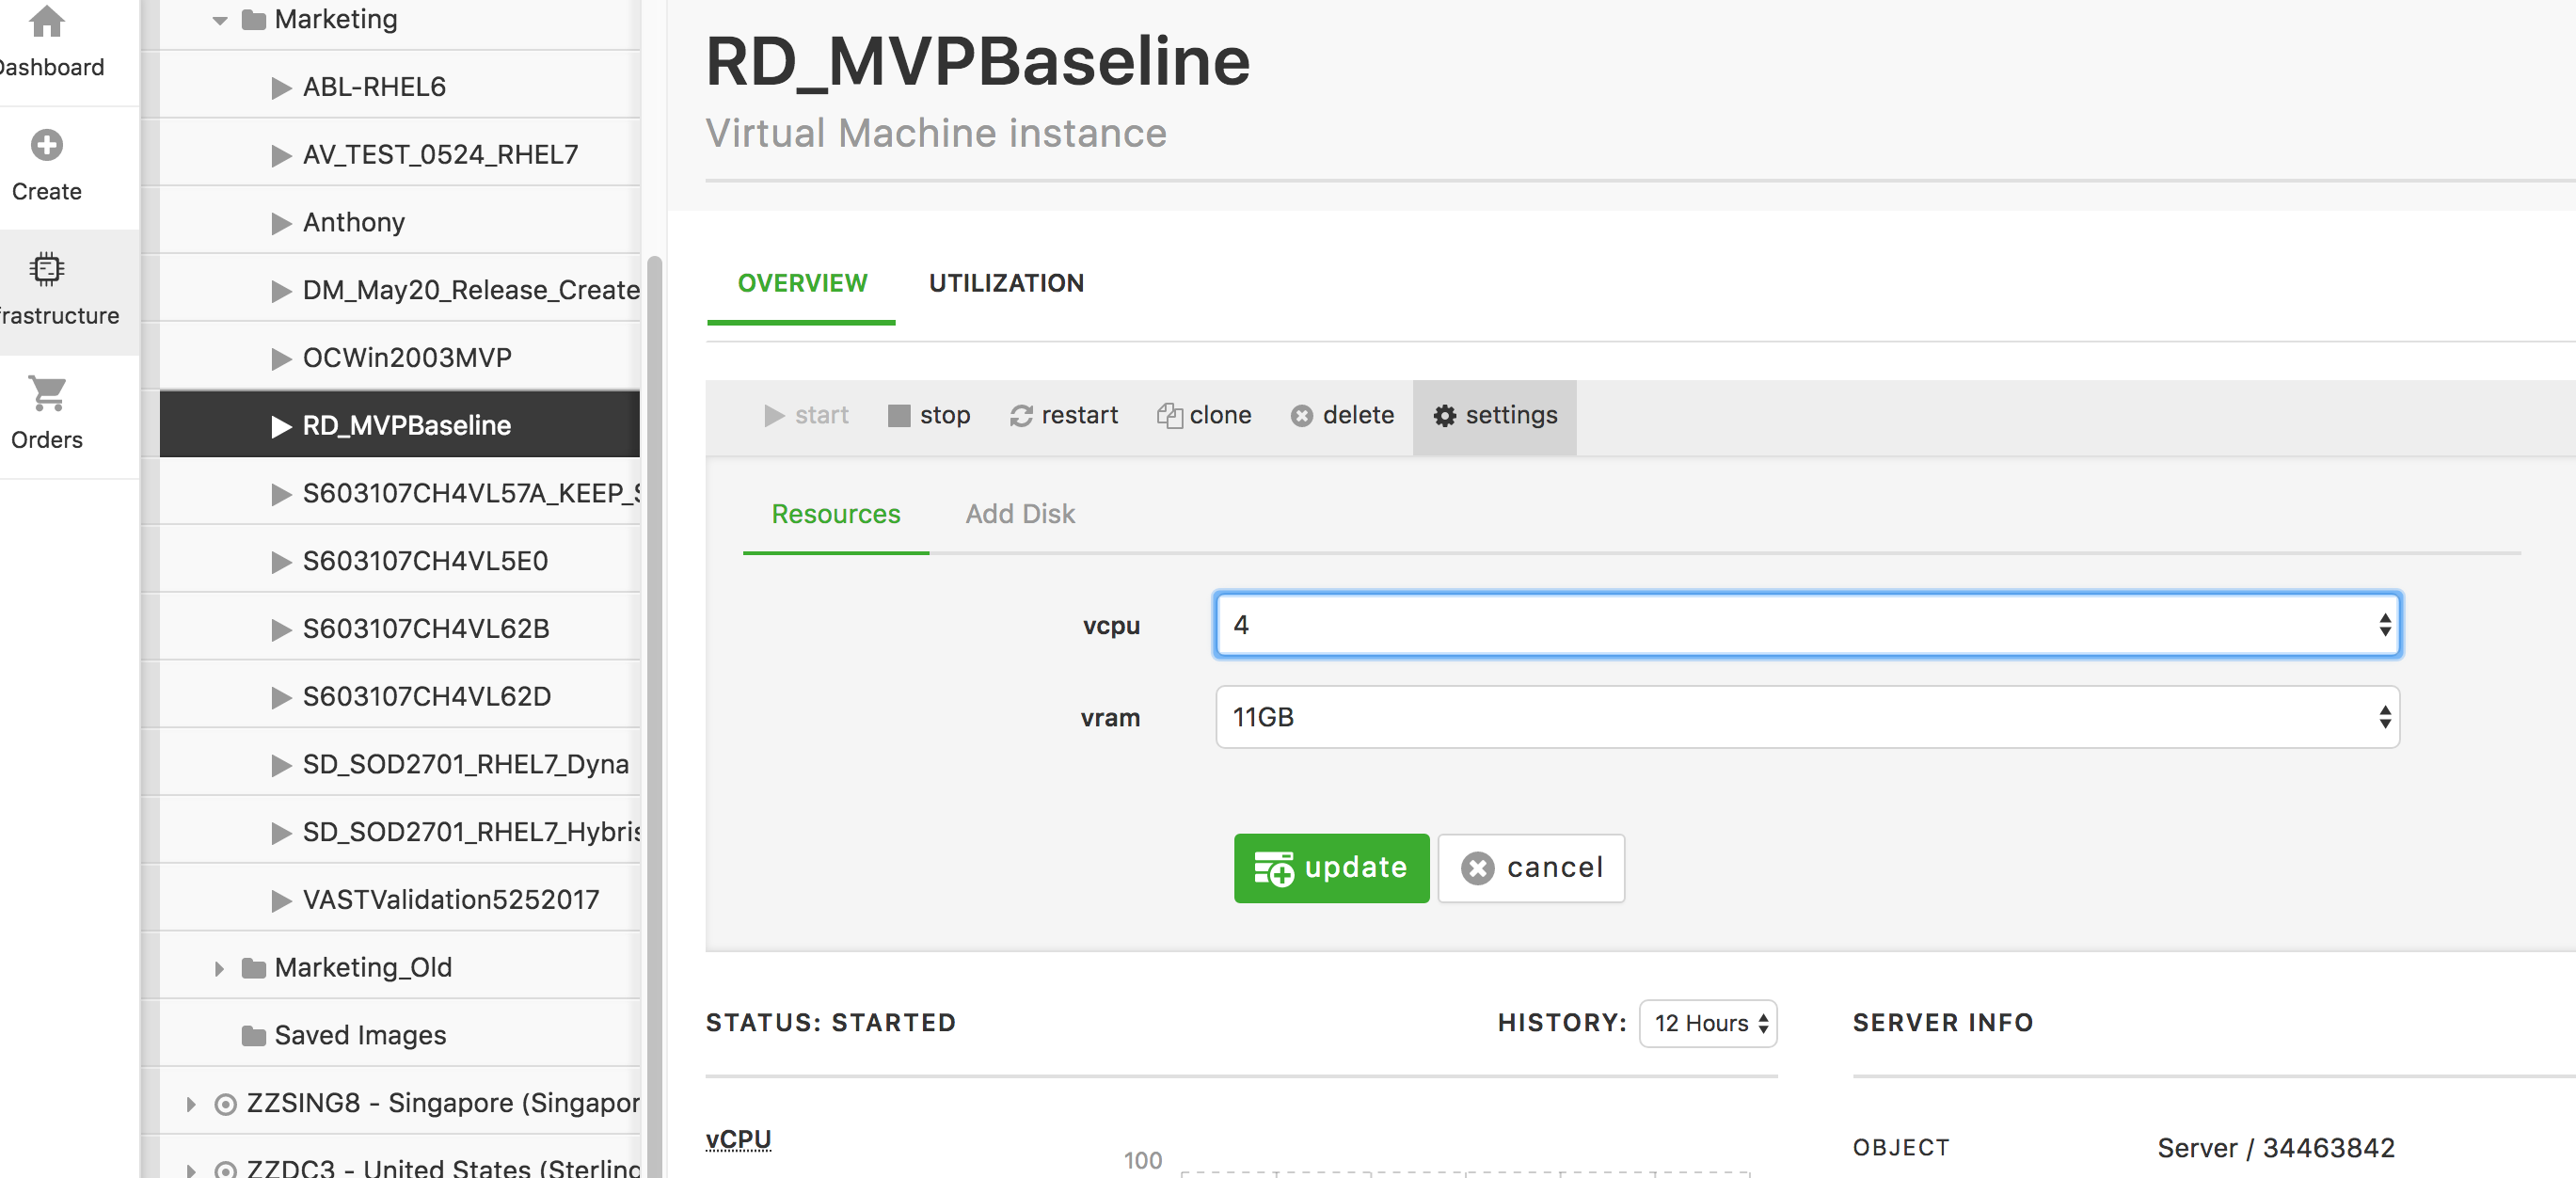 Dashboard
Create
frastructure
Orders
Marketing
ABL-RHEL6
AV_TEST_0524_RHEL7
Anthony
DM_May20_Release_Create
OCWin2003MVP
RD_MVPBaseline
S603107CH4VL57A_KEEP_S
S603107CH4VL5E0
S603107CH4VL62B
S603107CH4VL62D
SD_SOD2701_RHEL7_Dyna
SD_SOD2701_RHEL7_Hybris
VASTValidation5252017
Marketing_Old
Saved Images
ZZSING8 - Singapore (Singapor
ZZDC3 - United States (Sterling
RD_MVPBaseline
Virtual Machine instance
OVERVIEW UTILIZATION
start stop restart clone delete settings
Resources Add Disk
vcpu 4
vram 11GB
update cancel
STATUS: STARTED HISTORY: 12 Hours
vCPU
100
SERVER INFO
OBJECT Server / 34463842